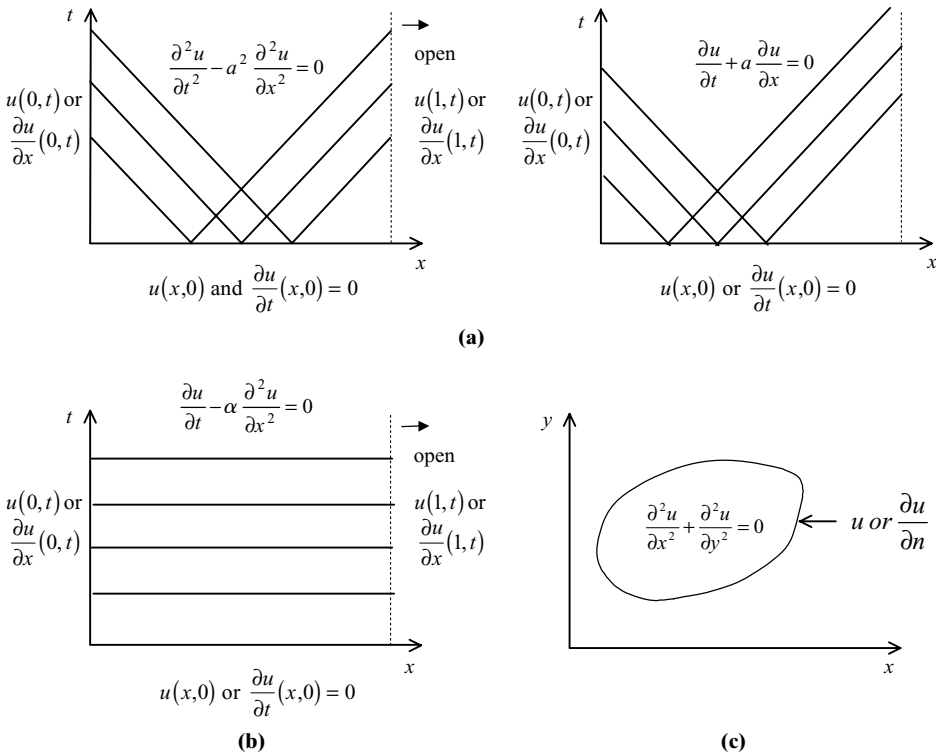 t
∂²u/∂t² − a² ∂²u/∂x² = 0
open
u(0, t) or
∂u/∂x (0, t)
u(1, t) or
∂u/∂x (1, t)
x
u(x,0) and ∂u/∂t (x,0) = 0
t
∂u/∂t + a ∂u/∂x = 0
u(0, t) or
∂u/∂x (0, t)
x
u(x,0) or ∂u/∂t (x,0) = 0
(a)
t
∂u/∂t − α ∂²u/∂x² = 0
open
u(0, t) or
∂u/∂x (0, t)
u(1, t) or
∂u/∂x (1, t)
x
u(x,0) or ∂u/∂t (x,0) = 0
(b)
y
∂²u/∂x² + ∂²u/∂y² = 0
u or ∂u/∂n
x
(c)